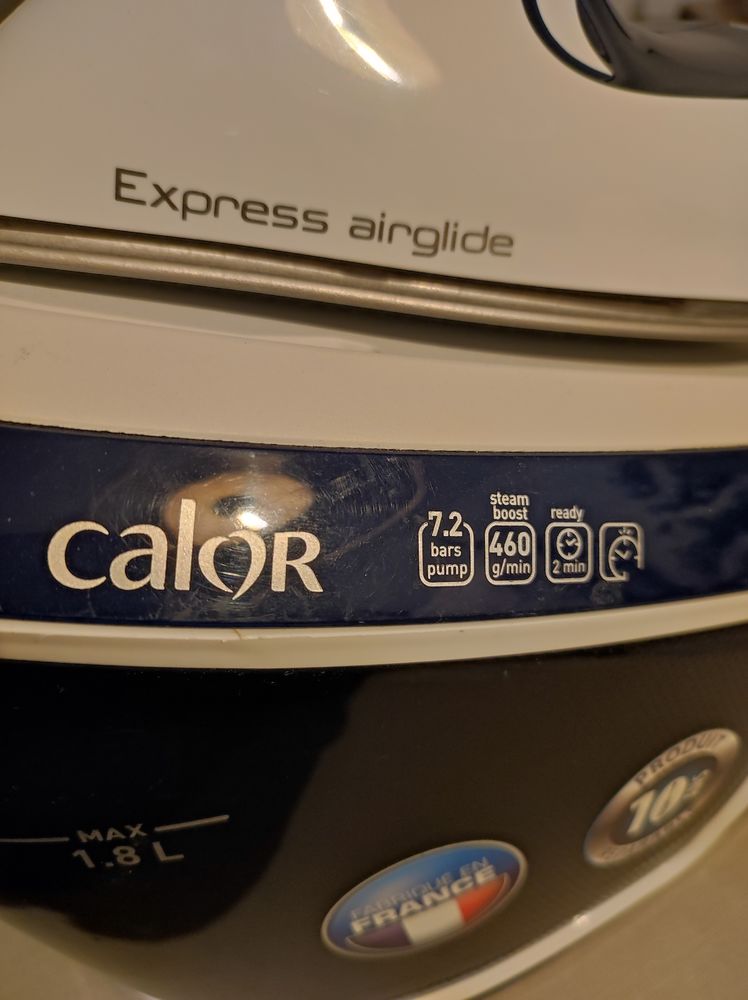 Express airglide
calor
7.2
bars
pump
steam
boost
460
g/min
ready
2 min
MAX
1.8 L
FABRIQUÉ EN
FRANCE
PRODUIT
10